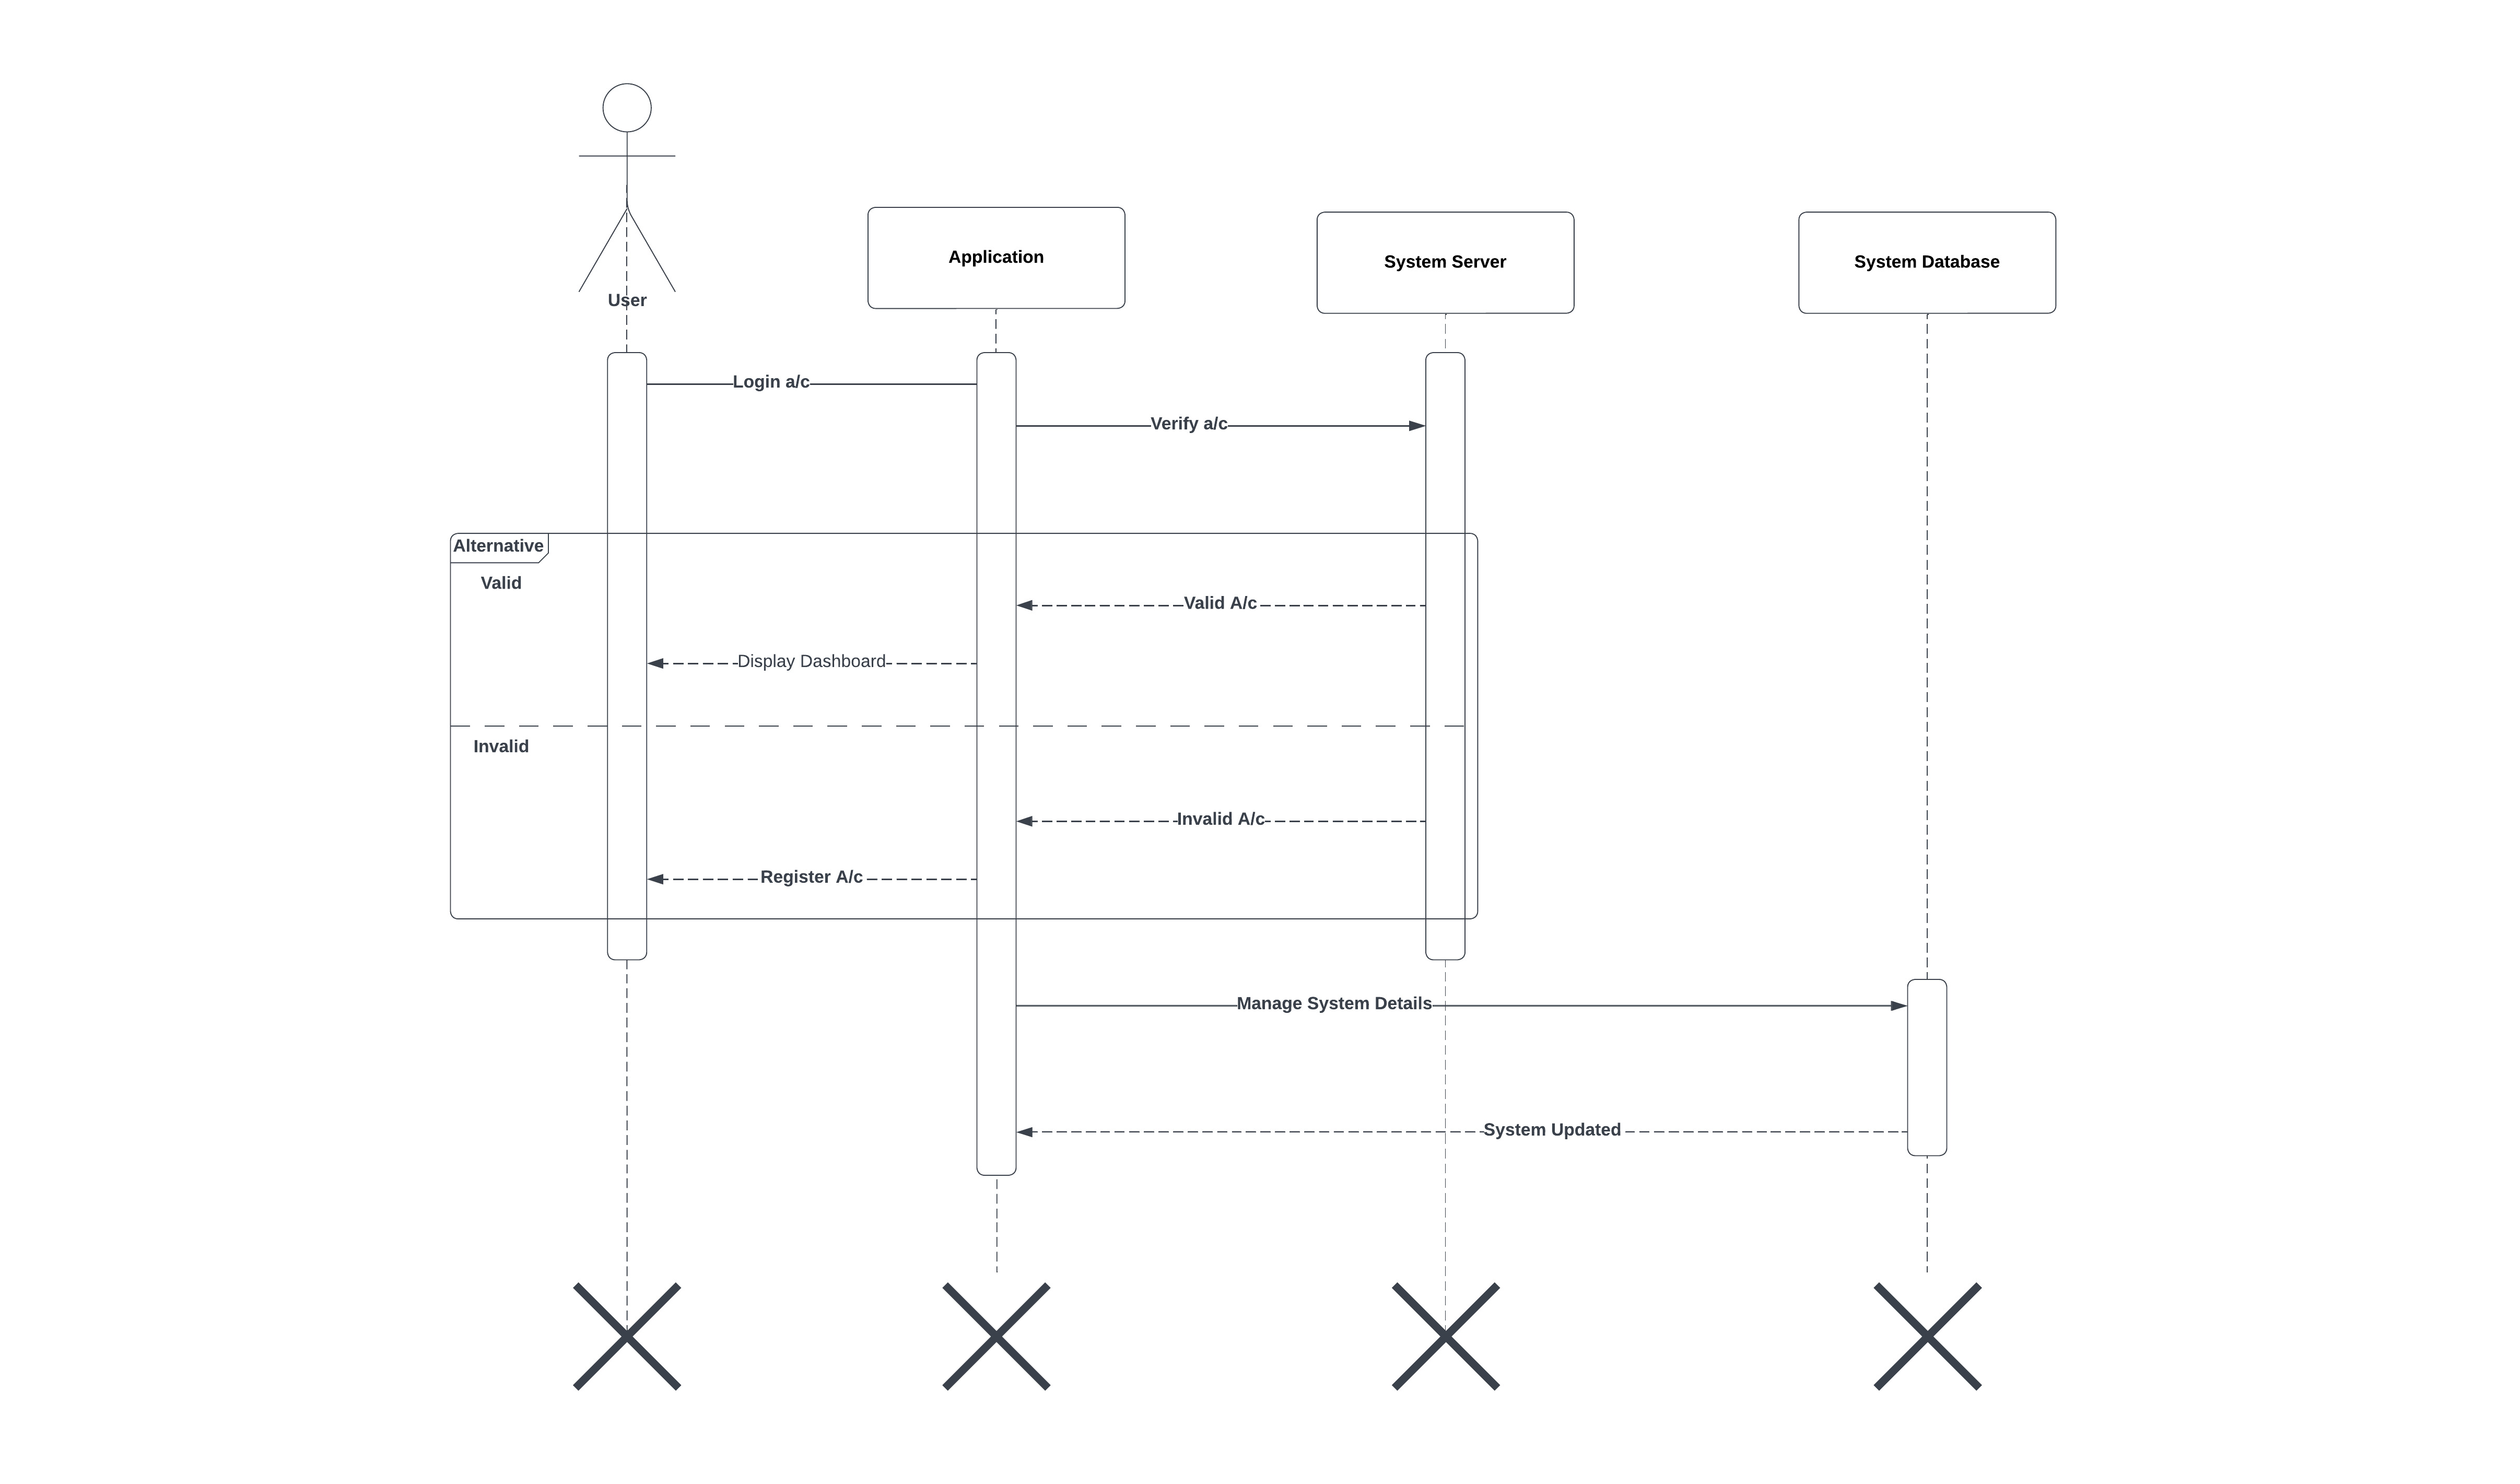 User
Application
System Server
System Database
Login a/c
Verify a/c
Alternative
Valid
Valid A/c
Display Dashboard
Invalid
Invalid A/c
Register A/c
Manage System Details
System Updated